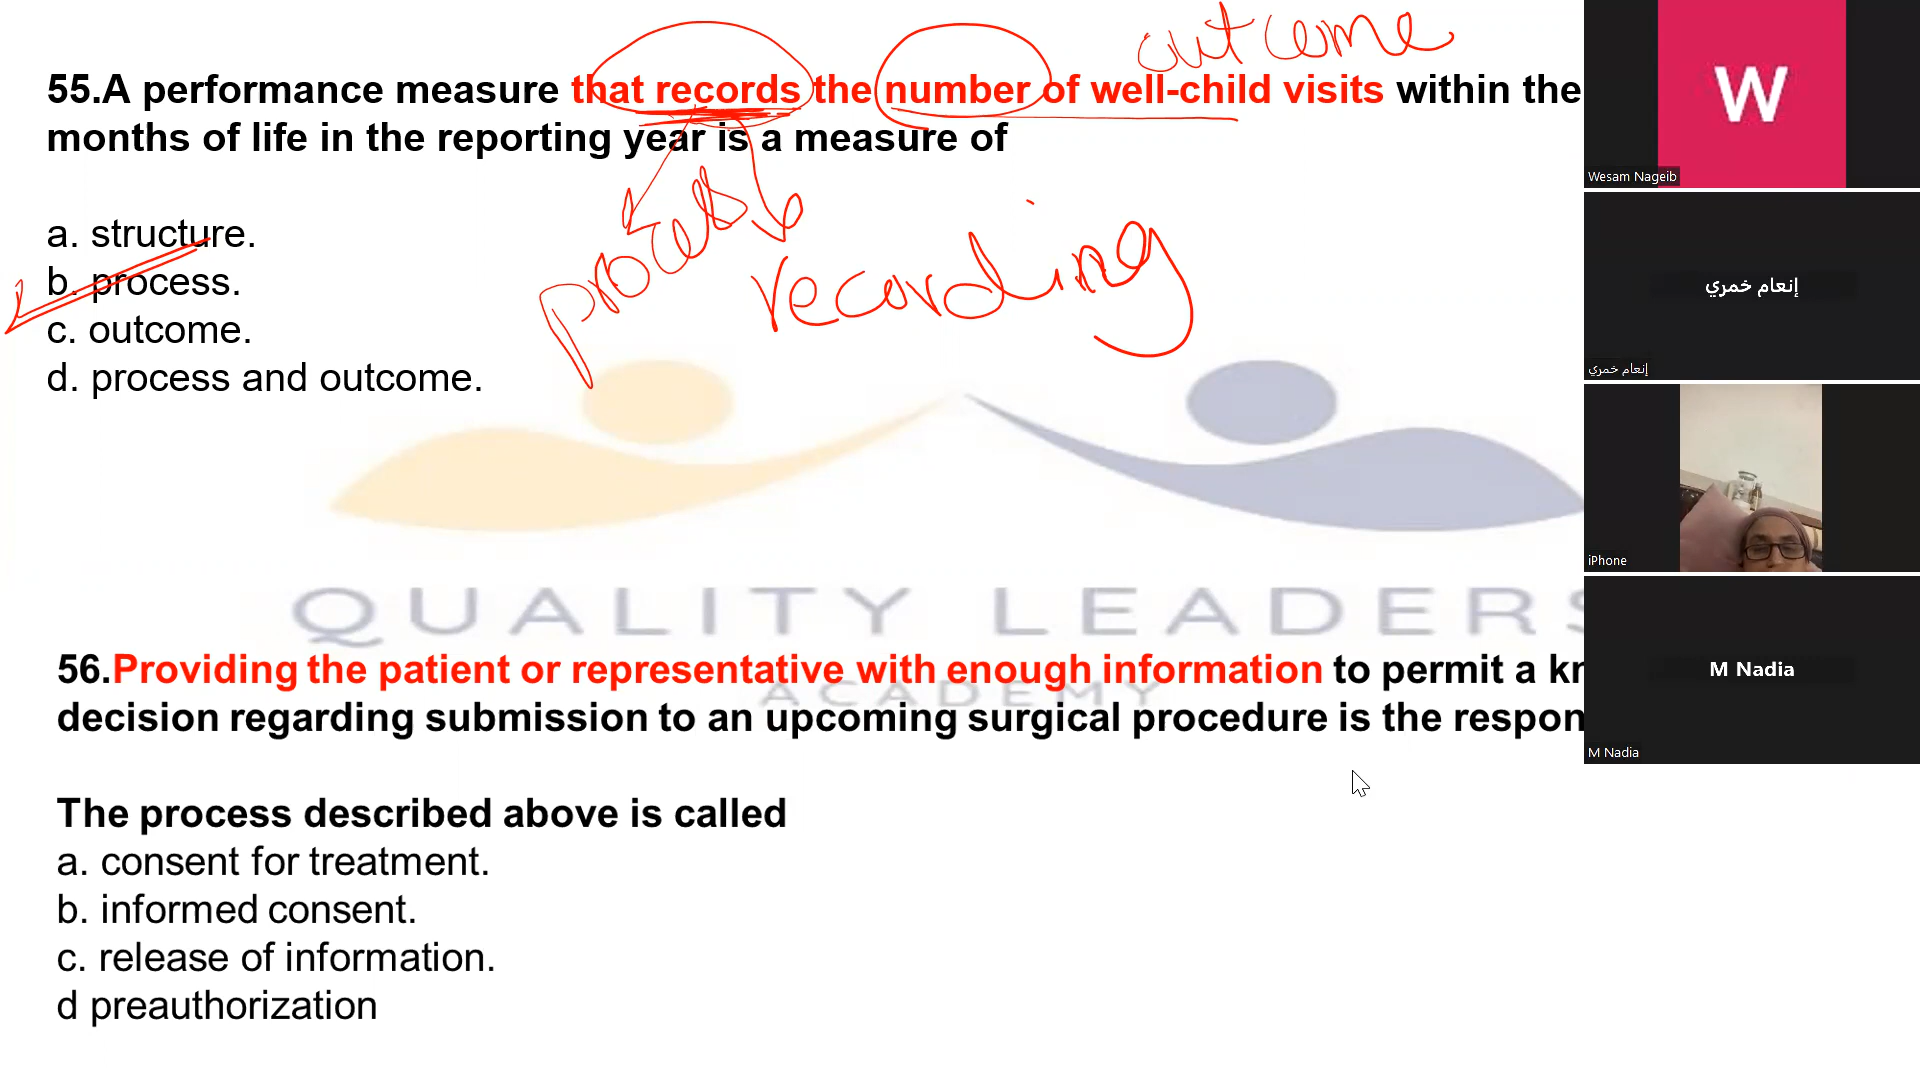 outcome
55.A performance measure that records the number of well-child visits within the
months of life in the reporting year is a measure of
process
recording
a. structure.
b. process.
c. outcome.
d. process and outcome.
QUALITY LEADERS
ACADEMY
56.Providing the patient or representative with enough information to permit a
decision regarding submission to an upcoming surgical procedure is the
The process described above is called
a. consent for treatment.
b. informed consent.
c. release of information.
d preauthorization
W
Wesam Nageib
إنعام خمري
إنعام خمري
iPhone
M Nadia
M Nadia